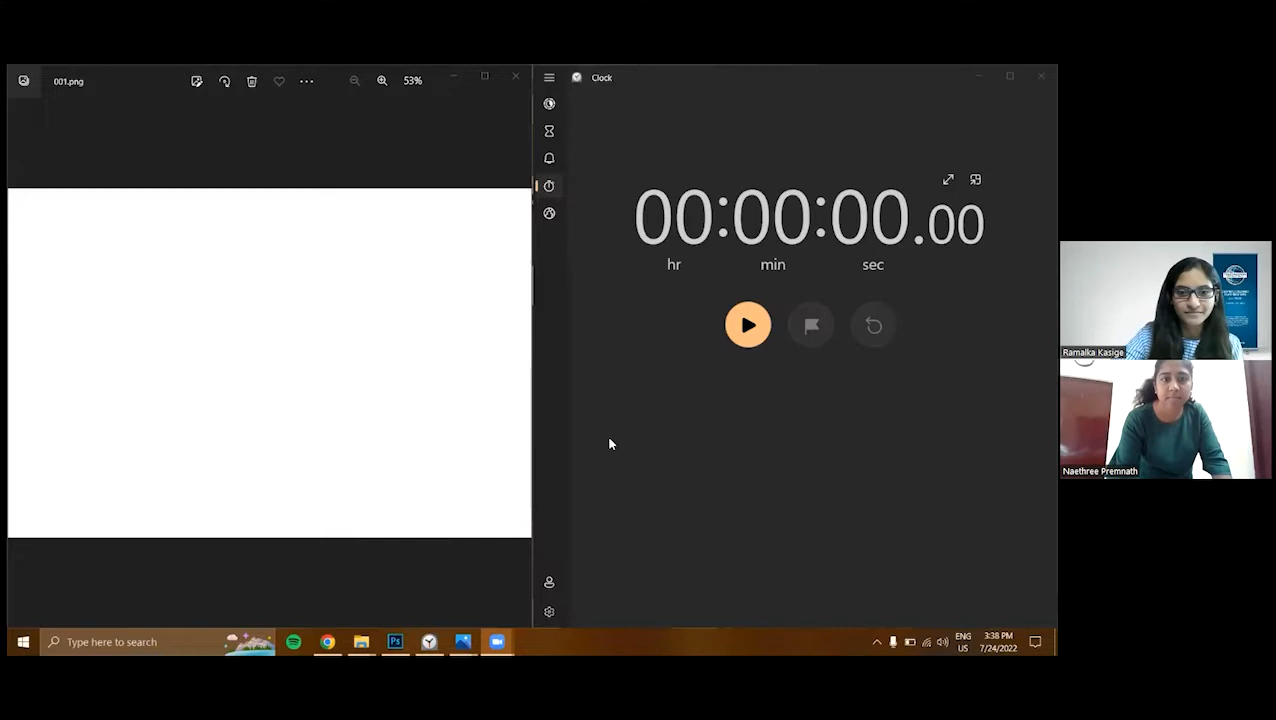 001.png
53%
Clock
00:00:00.00
hr min sec
Ramalka Kasige
Naethree Premnath
Type here to search
Ps
ENG
US
3:38 PM
7/24/2022